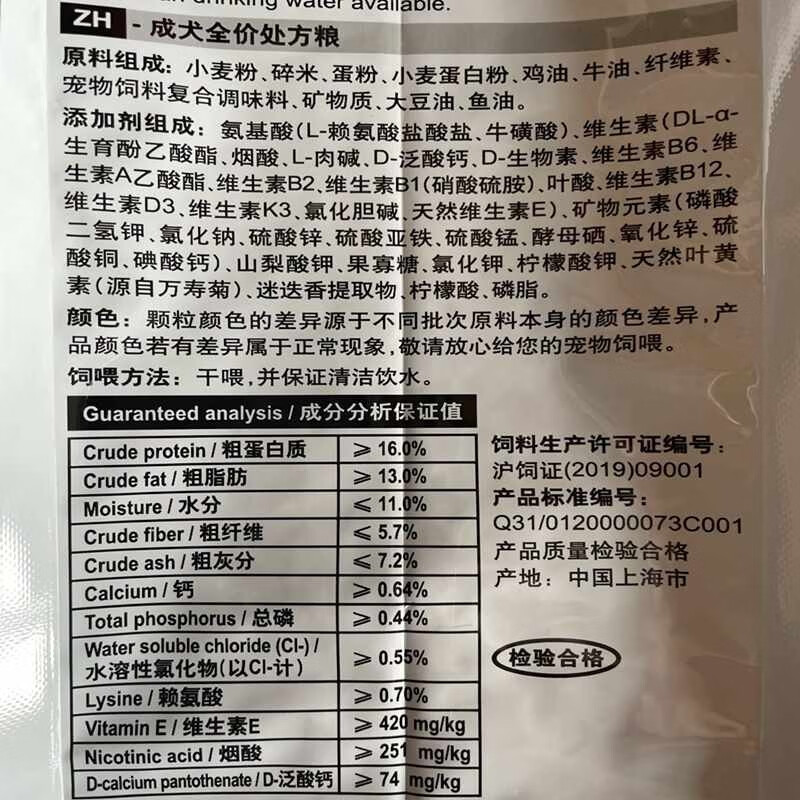 drinking water available.
ZH - 成犬全价处方粮
原料组成：小麦粉、碎米、蛋粉、小麦蛋白粉、鸡油、牛油、纤维素、
宠物饲料复合调味料、矿物质、大豆油、鱼油。
添加剂组成：氨基酸(L-赖氨酸盐酸盐、牛磺酸)、维生素(DL-α-
生育酚乙酸酯、烟酸、L-肉碱、D-泛酸钙、D-生物素、维生素B6、维
生素A乙酸酯、维生素B2、维生素B1(硝酸硫胺)、叶酸、维生素B12、
维生素D3、维生素K3、氯化胆碱、天然维生素E)、矿物元素(磷酸
二氢钾、氯化钠、硫酸锌、硫酸亚铁、硫酸锰、酵母硒、氧化锌、硫
酸铜、碘酸钙)、山梨酸钾、果寡糖、氯化钾、柠檬酸钾、天然叶黄
素(源自万寿菊)、迷迭香提取物、柠檬酸、磷脂。
颜色：颗粒颜色的差异源于不同批次原料本身的颜色差异，产
品颜色若有差异属于正常现象，敬请放心给您的宠物饲喂。
饲喂方法：干喂，并保证清洁饮水。
Guaranteed analysis / 成分分析保证值
Crude protein / 粗蛋白质 ≥ 16.0%
Crude fat / 粗脂肪 ≥ 13.0%
Moisture / 水分 ≤ 11.0%
Crude fiber / 粗纤维 ≤ 5.7%
Crude ash / 粗灰分 ≤ 7.2%
Calcium / 钙 ≥ 0.64%
Total phosphorus / 总磷 ≥ 0.44%
Water soluble chloride (Cl-) /
水溶性氯化物(以Cl-计) ≥ 0.55%
Lysine / 赖氨酸 ≥ 0.70%
Vitamin E / 维生素E ≥ 420 mg/kg
Nicotinic acid / 烟酸 ≥ 251 mg/kg
D-calcium pantothenate / D-泛酸钙 ≥ 74 mg/kg
饲料生产许可证编号：
沪饲证(2019)09001
产品标准编号：
Q31/0120000073C001
产品质量检验合格
产地：中国上海市
检验合格